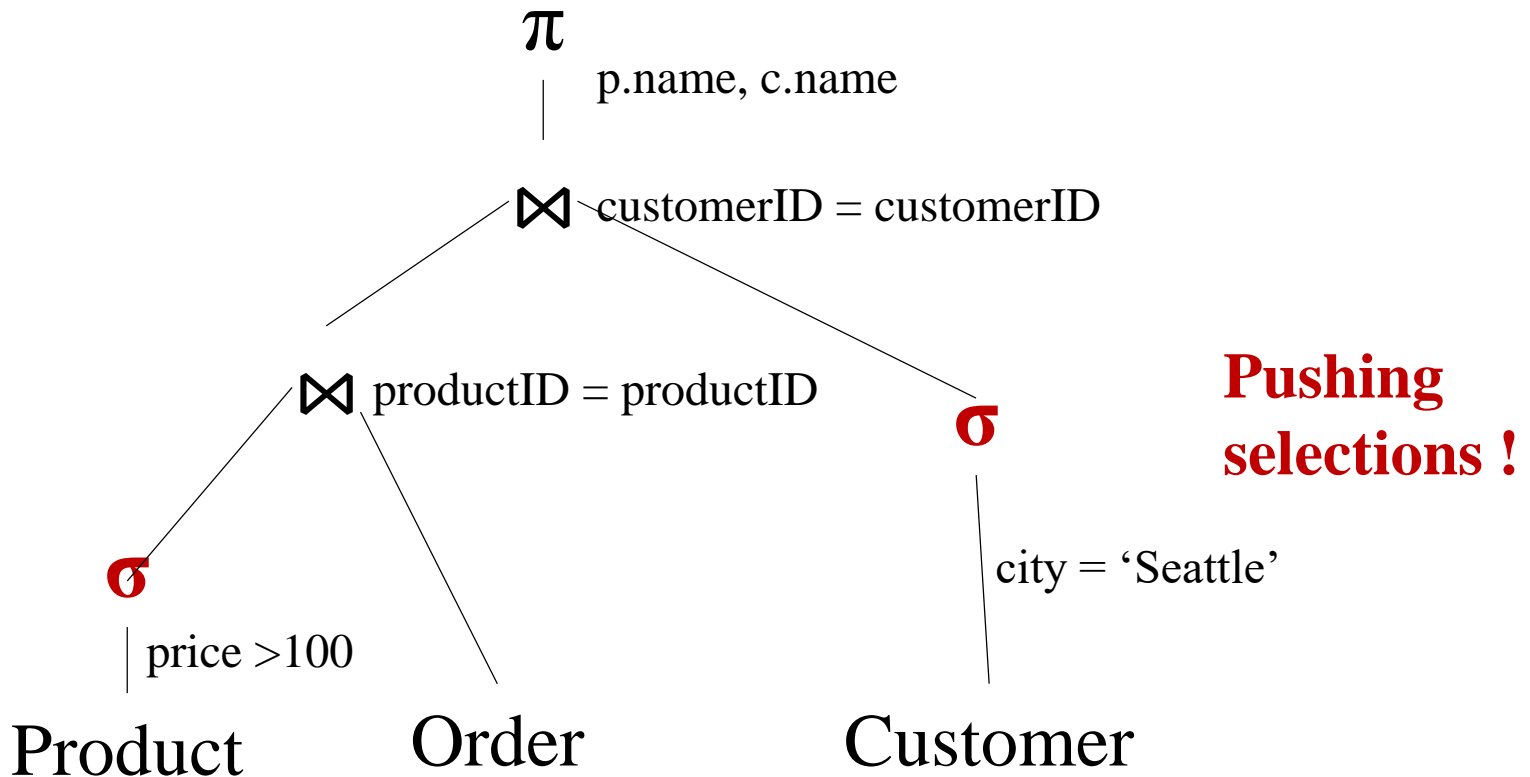 π
p.name, c.name
⋈ customerID = customerID
⋈ productID = productID
σ
Pushing
selections !
σ
city = ‘Seattle’
price >100
Product
Order
Customer